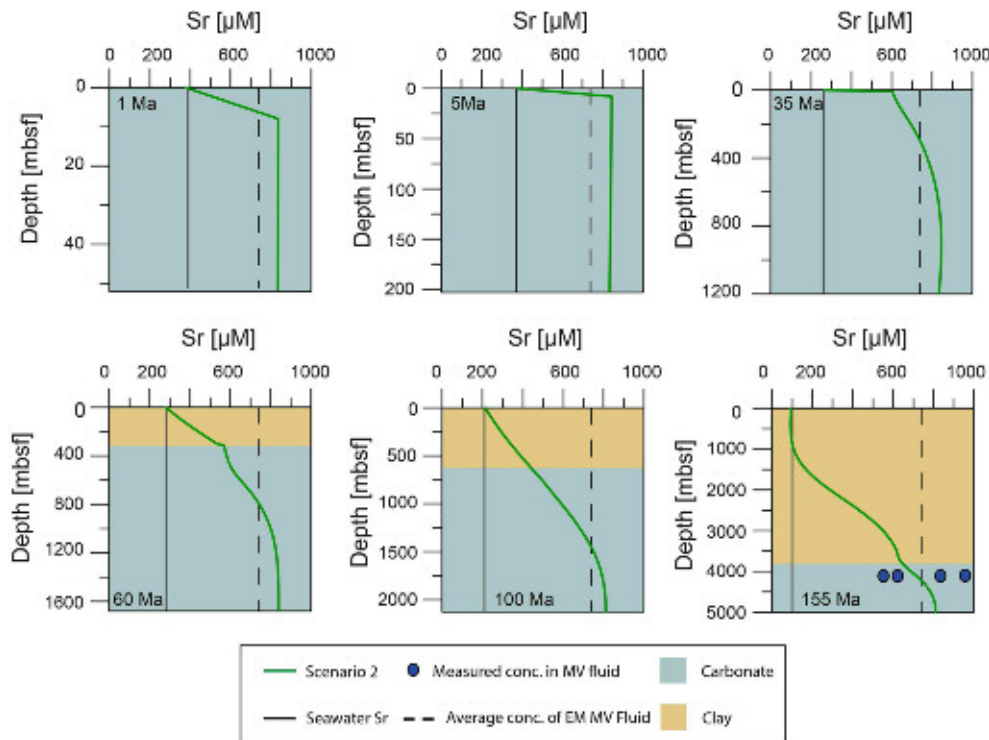 Sr [µM] Sr [µM] Sr [µM]
0 200 600 1000 0 200 600 1000 0 200 600 1000
0 1 Ma 0 5Ma 0 35 Ma
Depth [mbsf] 20 40
Depth [mbsf] 50 100 150 200
Depth [mbsf] 400 800 1200
Sr [µM] Sr [µM] Sr [µM]
0 200 600 1000 0 200 600 1000 0 200 600 1000
Depth [mbsf] 0 400 800 1200 1600 60 Ma
Depth [mbsf] 0 500 1000 1500 2000 100 Ma
Depth [mbsf] 0 1000 2000 3000 4000 5000 155 Ma
Scenario 2 Measured conc. in MV fluid Carbonate
Seawater Sr Average conc. of EM MV Fluid Clay